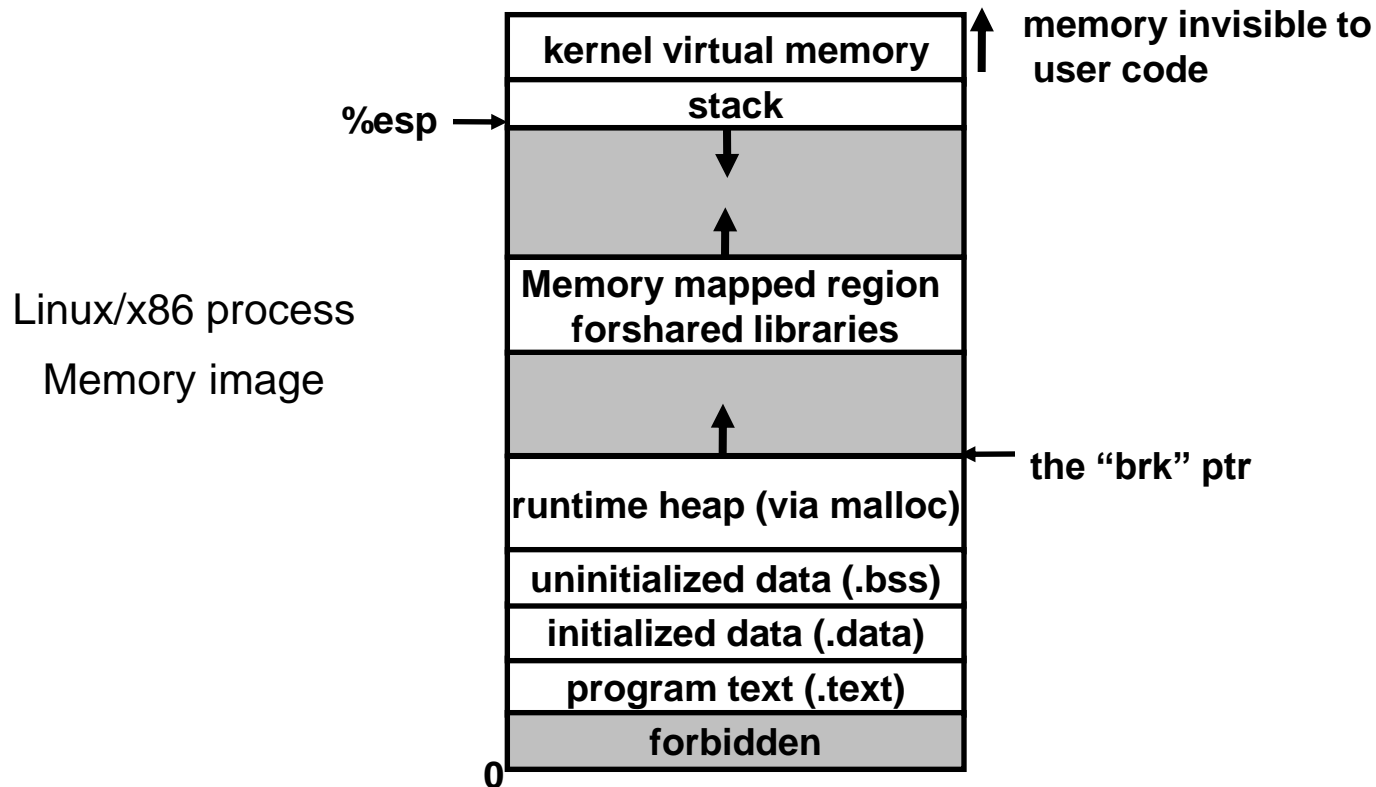 kernel virtual memory
memory invisible to
user code
stack
%esp
Memory mapped region
forshared libraries
Linux/x86 process
Memory image
the “brk” ptr
runtime heap (via malloc)
uninitialized data (.bss)
initialized data (.data)
program text (.text)
forbidden
0